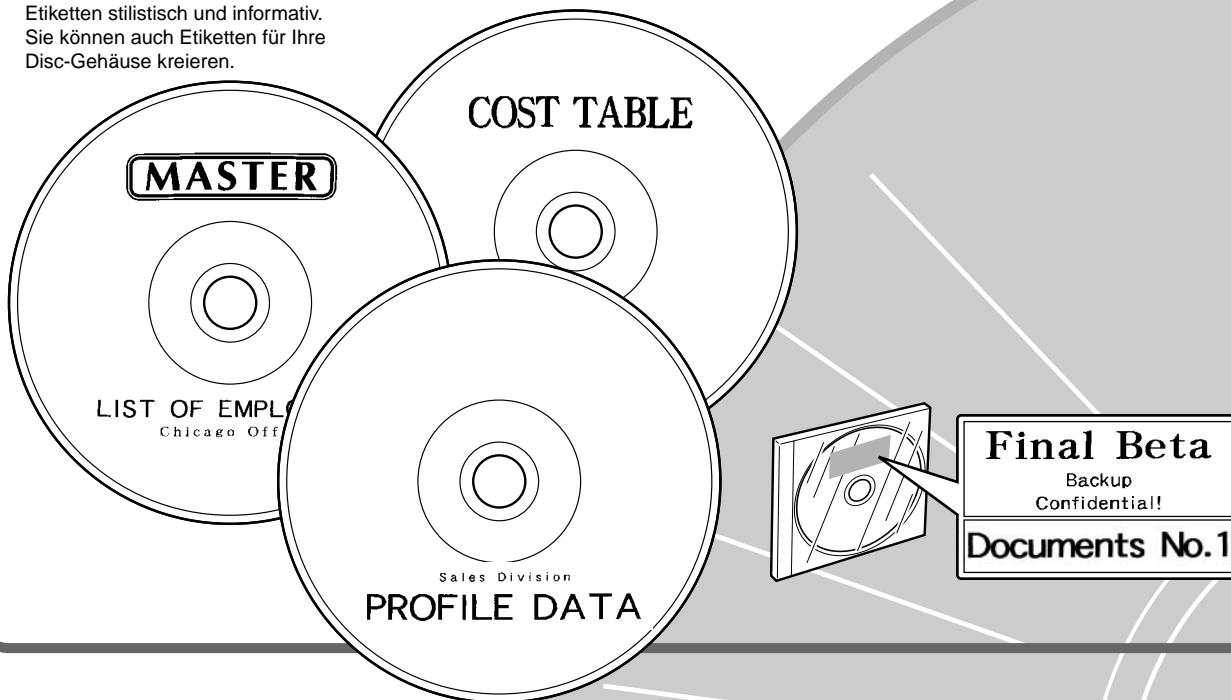 Etiketten stilistisch und informativ.
Sie können auch Etiketten für Ihre
Disc-Gehäuse kreieren.
COST TABLE
MASTER
LIST OF EMPL
Chicago Off
Sales Division
PROFILE DATA
Final Beta
Backup
Confidential!
Documents No.1